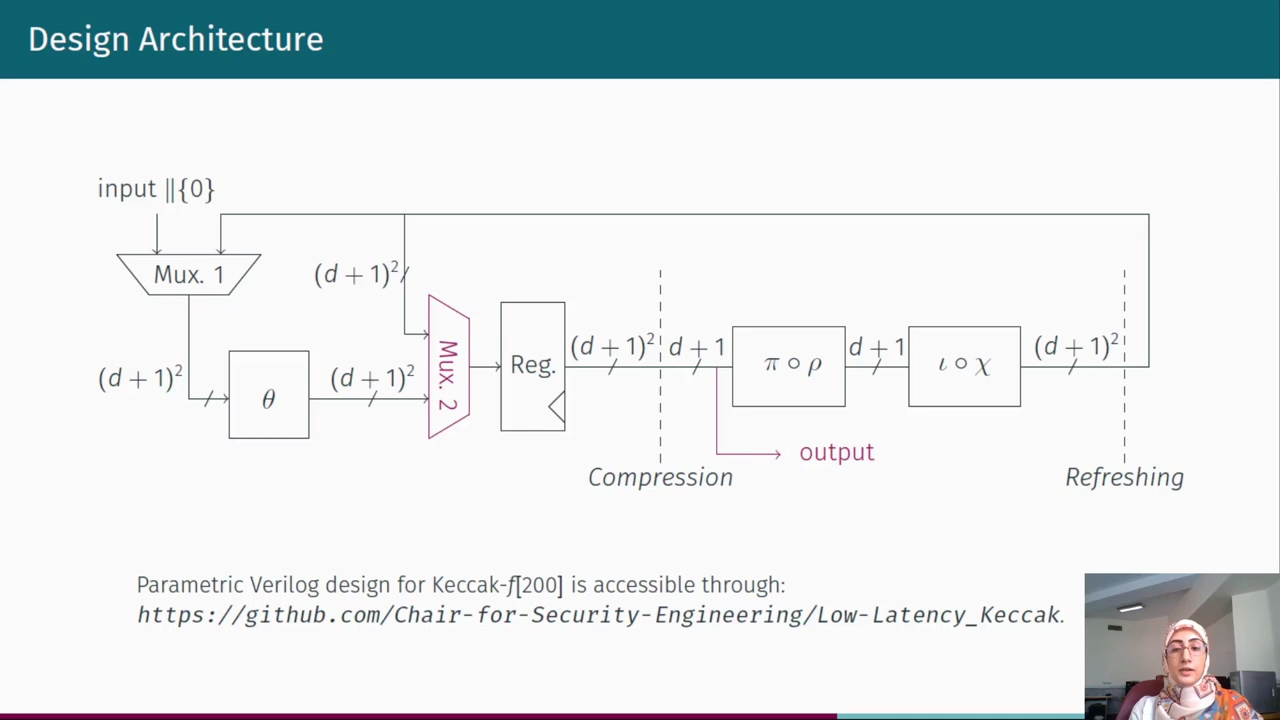 Design Architecture
input ||{0}
Mux. 1
(d + 1)²
(d + 1)²
θ
(d + 1)²
Mux. 2
Reg.
(d + 1)²
d + 1
π ∘ ρ
d + 1
ι ∘ χ
(d + 1)²
output
Compression
Refreshing
Parametric Verilog design for Keccak-f[200] is accessible through:
https://github.com/Chair-for-Security-Engineering/Low-Latency_Keccak.